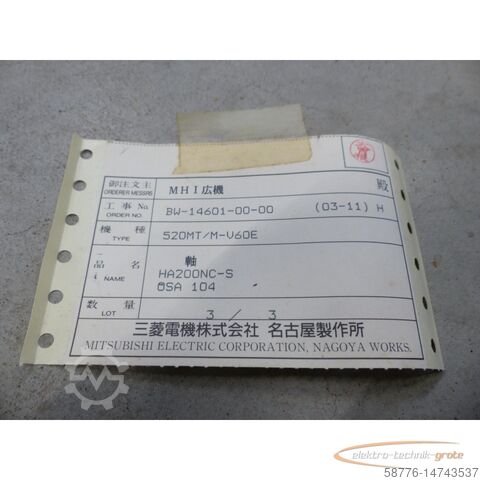 御注文主 MHI広機 殿
ORDERER MESSRS
工事 No. BW-14601-00-00 (03-11) H
ORDER NO.
機種 520MT/M-V60E
TYPE
品名 軸
NAME HA200NC-S
OSA 104
数量 3 / 3
LOT
三菱電機株式会社 名古屋製作所
MITSUBISHI ELECTRIC CORPORATION, NAGOYA WORKS.
elektro-technik-grote
58776-14743537